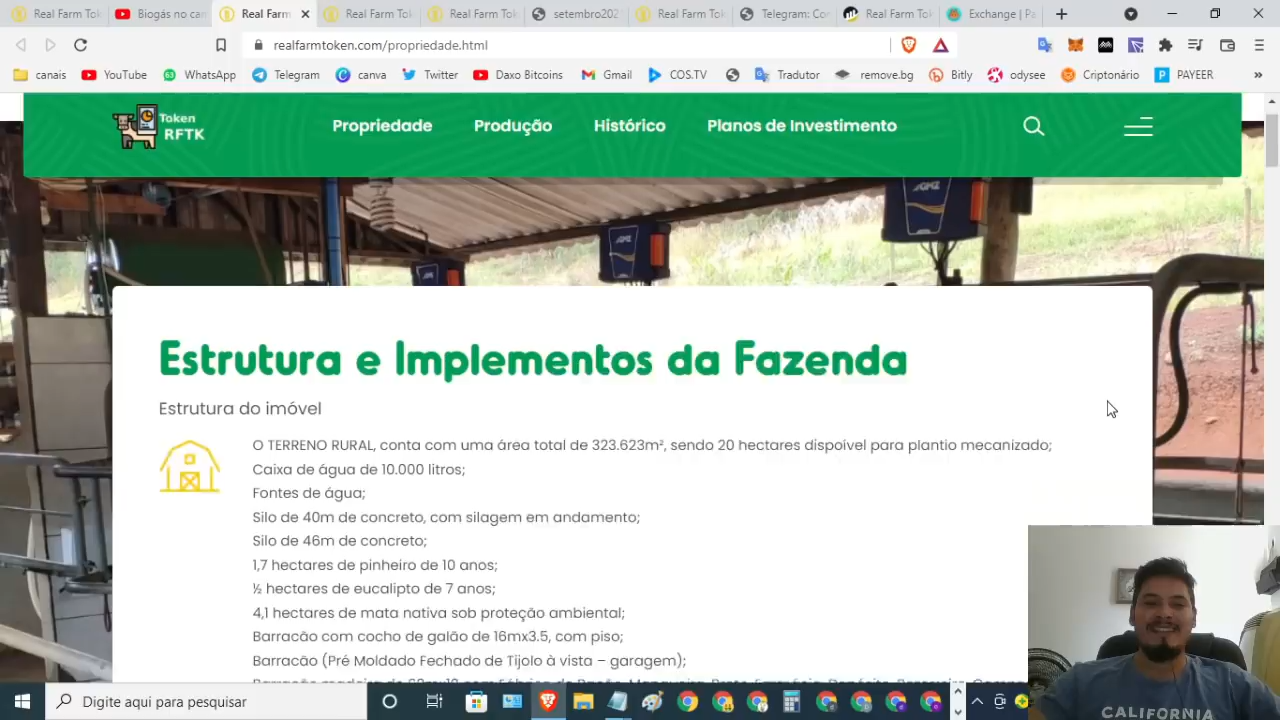 Real Farm Tok
Biogás no canp
Real Farm Tok
Real Farm Tok
Real Farm Tok
setembro202
Real Farm Tok
Telegram: Co
Real Farm Tok
Exchange | Pa
realfarmtoken.com/propriedade.html
canais
YouTube
WhatsApp
Telegram
canva
Twitter
Daxo Bitcoins
Gmail
COS.TV
Tradutor
remove.bg
Bitly
odysee
Criptonário
PAYEER
»
Token
RFTK
Propriedade
Produção
Histórico
Planos de Investimento
Estrutura e Implementos da Fazenda
Estrutura do imóvel
O TERRENO RURAL, conta com uma área total de 323.623m², sendo 20 hectares dispoivel para plantio mecanizado;
Caixa de água de 10.000 litros;
Fontes de água;
Silo de 40m de concreto, com silagem em andamento;
Silo de 46m de concreto;
1,7 hectares de pinheiro de 10 anos;
½ hectares de eucalipto de 7 anos;
4,1 hectares de mata nativa sob proteção ambiental;
Barracão com cocho de galão de 16mx3.5, com piso;
Barracão (Pré Moldado Fechado de Tijolo à vista – garagem);
Digite aqui para pesquisar
CALIFORNIA